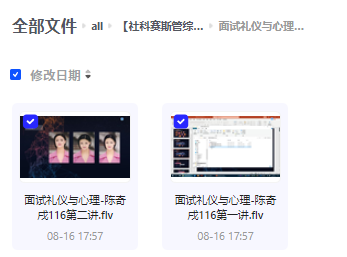 全部文件 all 【社科赛斯管综... 面试礼仪与心理...
修改日期
面试礼仪与心理-陈奇
戌116第二讲.flv
08-16 17:57
面试礼仪与心理-陈奇
戌116第一讲.flv
08-16 17:57